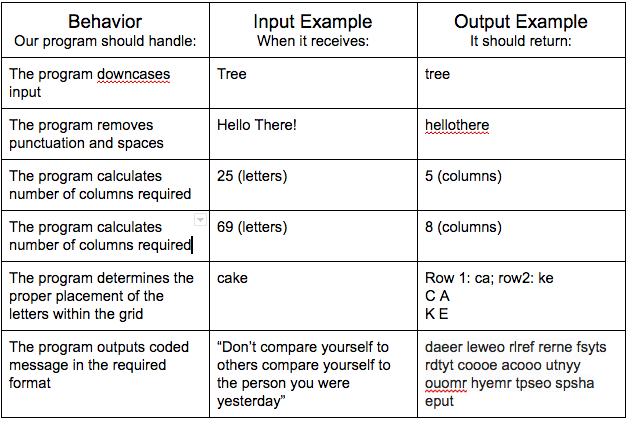 Behavior
Our program should handle:
Input Example
When it receives:
Output Example
It should return:
The program downcases
input
Tree
tree
The program removes
punctuation and spaces
Hello There!
hellothere
The program calculates
number of columns required
25 (letters)
5 (columns)
The program calculates
number of columns required
69 (letters)
8 (columns)
The program determines the
proper placement of the
letters within the grid
cake
Row 1: ca; row2: ke
C A
K E
The program outputs coded
message in the required
format
“Don’t compare yourself to
others compare yourself to
the person you were
yesterday”
daeer leweo rlref rerne fsyts
rdtyt coooe acooo utnyy
ouomr hyemr tpseo spsha
eput